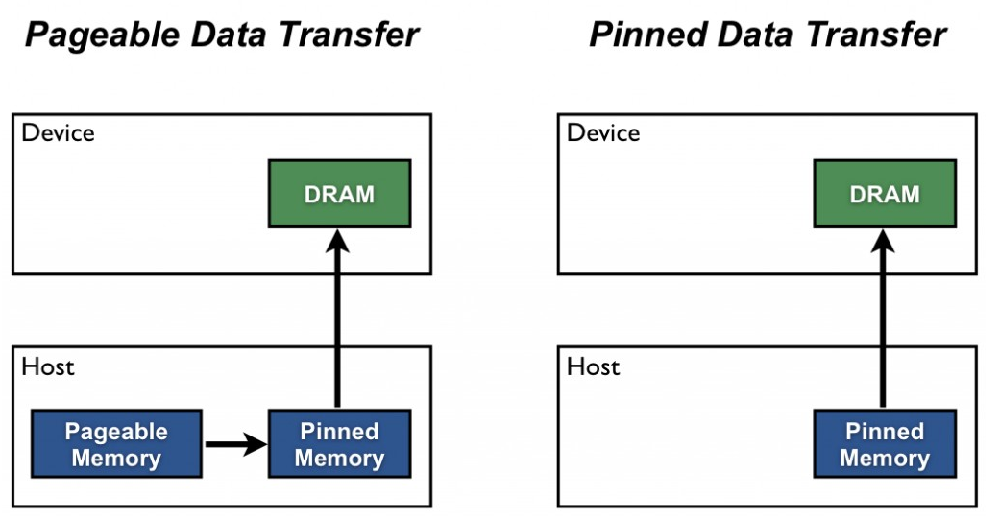 Pageable Data Transfer
Device
DRAM
Host
Pageable
Memory
Pinned
Memory
Pinned Data Transfer
Device
DRAM
Host
Pinned
Memory